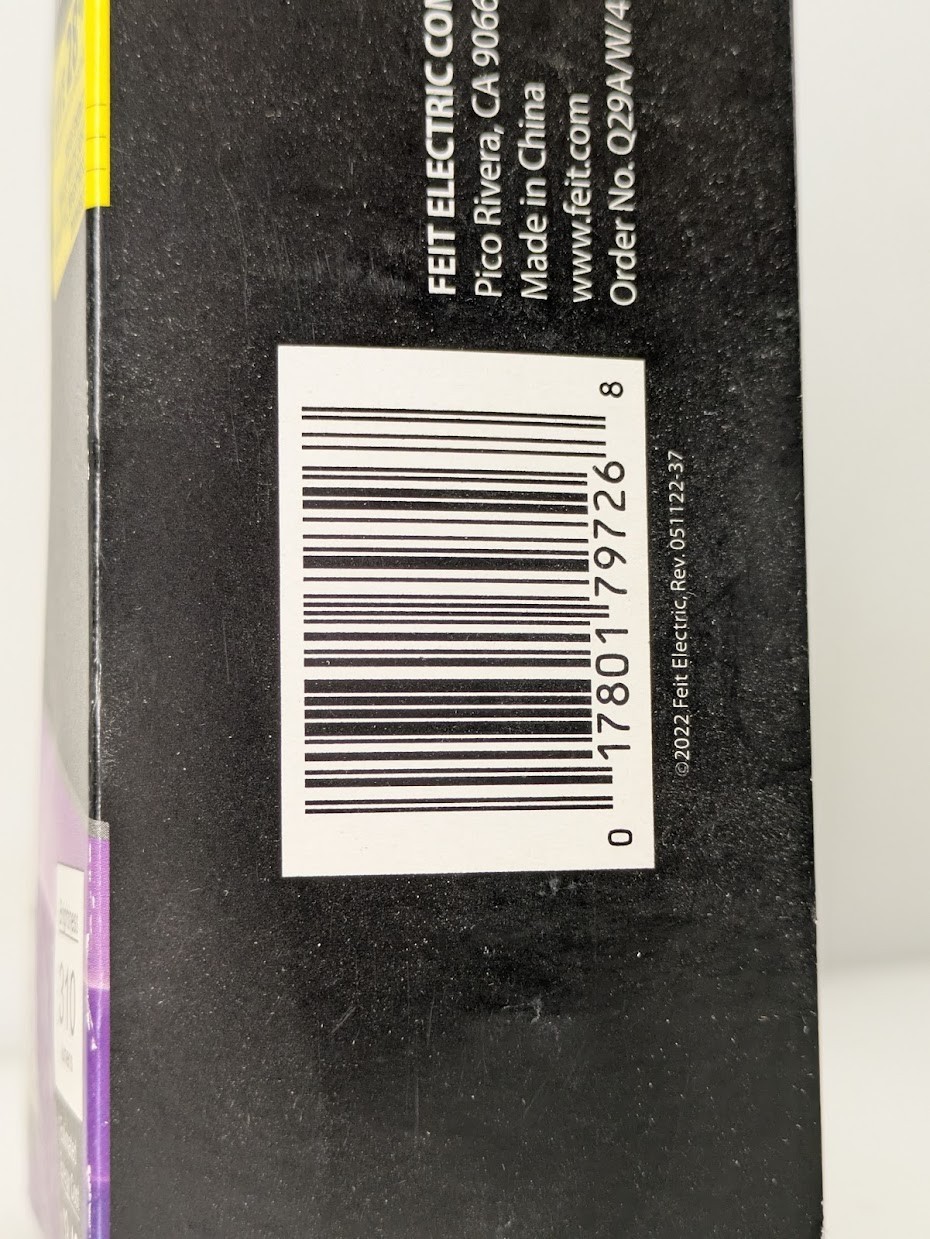 FEIT ELECTRIC
Pico Rivera, CA 9066
Made in China
www.feit.com
Order No. Q29A/W/4
0 17801 79726 8
©2022 Feit Electric, Rev. 051122-37
310